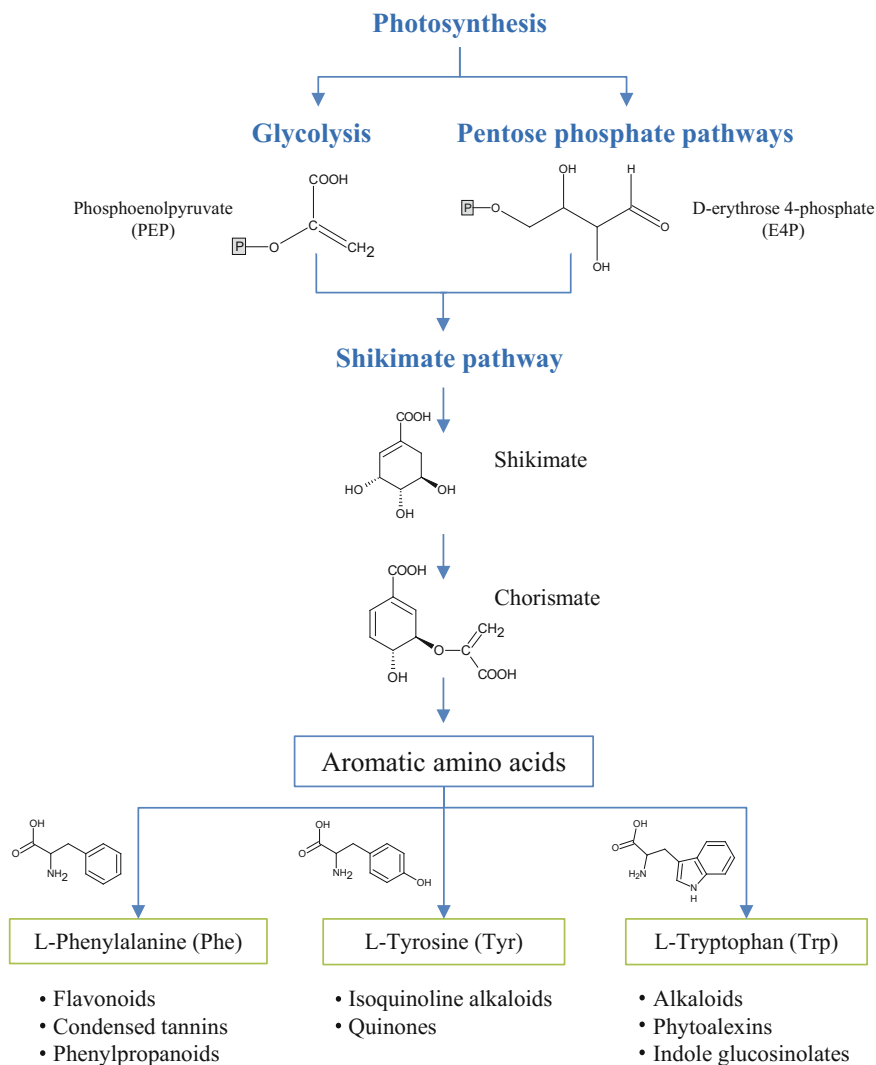 Photosynthesis
Glycolysis
Pentose phosphate pathways
Phosphoenolpyruvate
(PEP)
COOH
P
O
C
CH2
OH
H
P
O
O
OH
D-erythrose 4-phosphate
(E4P)
Shikimate pathway
COOH
HO
OH
OH
Shikimate
COOH
Chorismate
CH2
O
C
OH
COOH
Aromatic amino acids
OH
O
NH2
OH
O
NH2
OH
OH
O
H2N
N
H
L-Phenylalanine (Phe)
L-Tyrosine (Tyr)
L-Tryptophan (Trp)
• Flavonoids
• Condensed tannins
• Phenylpropanoids
• Isoquinoline alkaloids
• Quinones
• Alkaloids
• Phytoalexins
• Indole glucosinolates